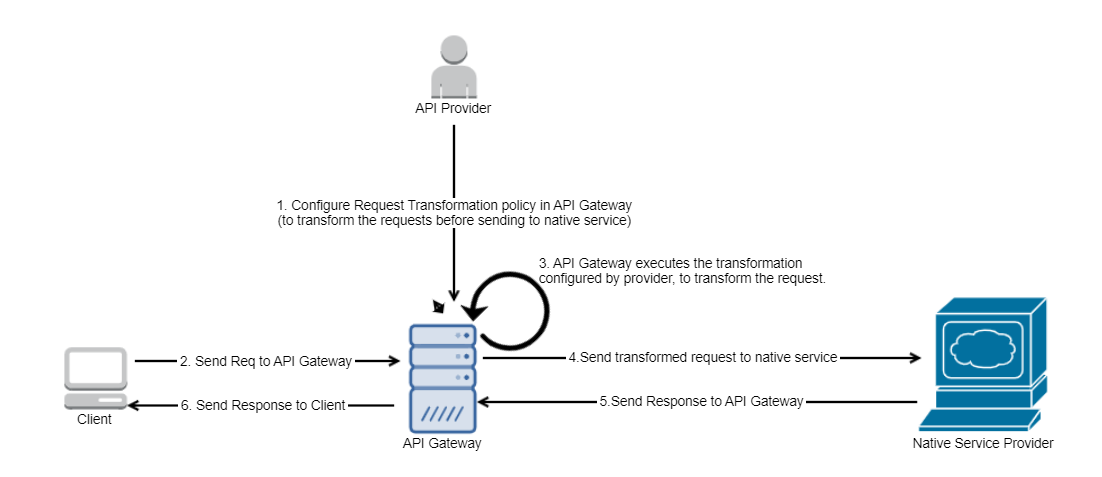 API Provider
1. Configure Request Transformation policy in API Gateway
(to transform the requests before sending to native service)
3. API Gateway executes the transformation
configured by provider, to transform the request.
2. Send Req to API Gateway
4.Send transformed request to native service
6. Send Response to Client
5.Send Response to API Gateway
Client
API Gateway
Native Service Provider